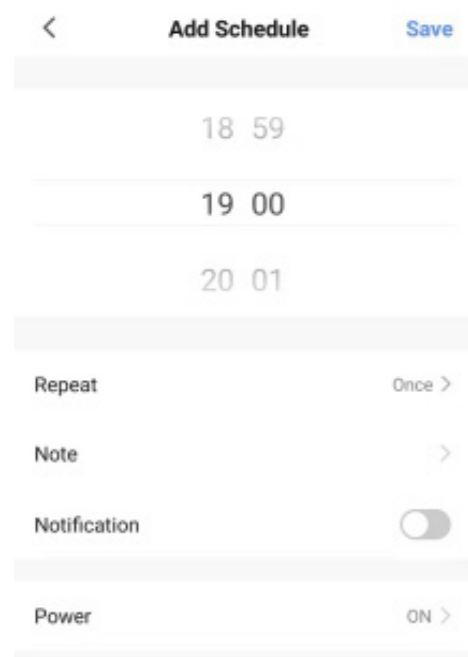 Add Schedule Save
18 59
19 00
20 01
Repeat Once
Note
Notification
Power ON